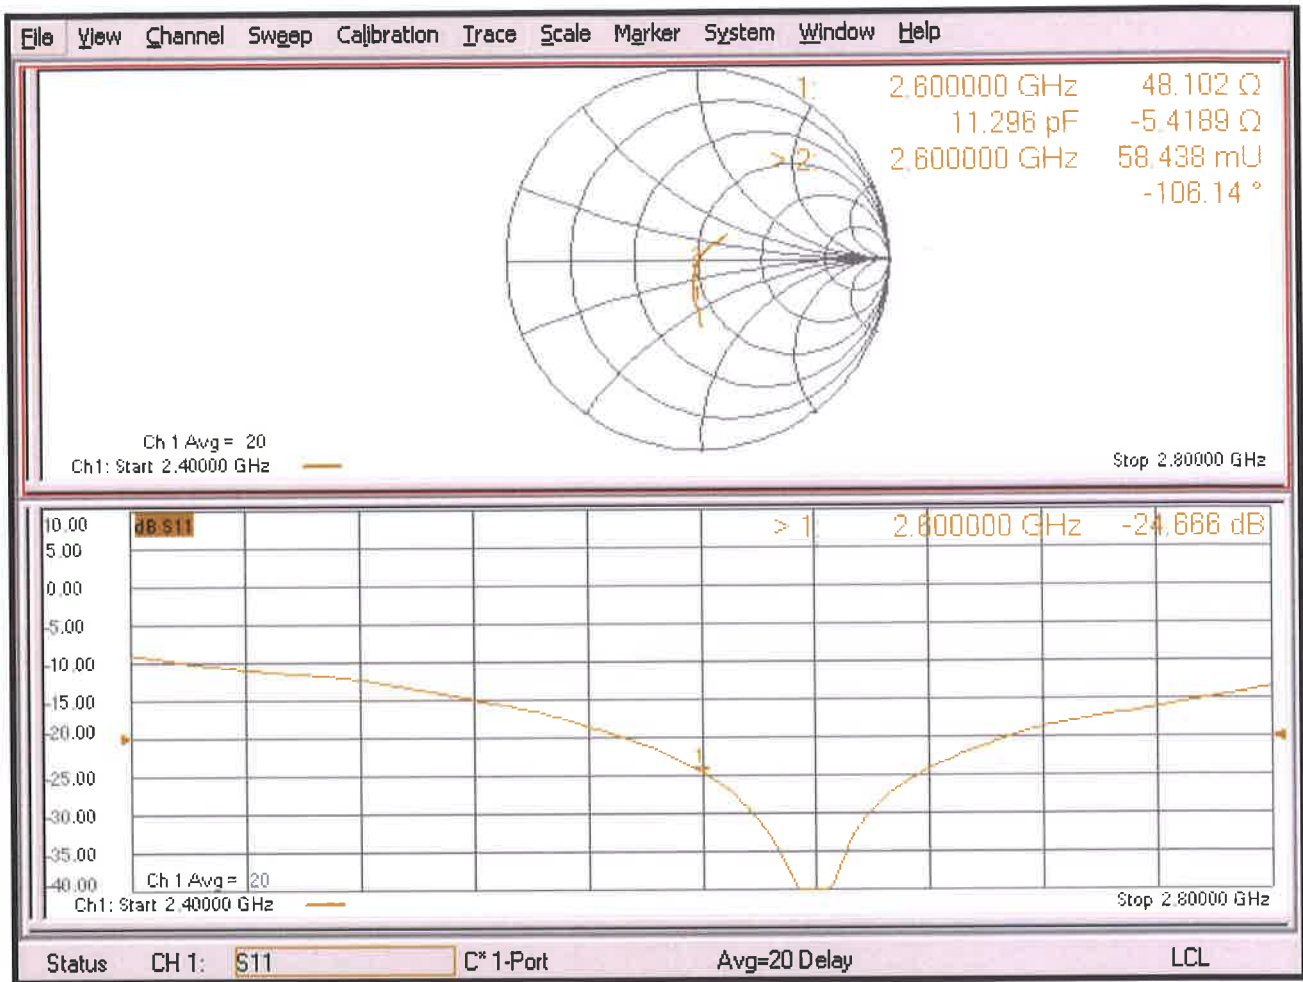 File View Channel Sweep Calibration Trace Scale Marker System Window Help
1: 2.600000 GHz 48.102 Ω
11.296 pF -5.4189 Ω
> 2: 2.600000 GHz 58.438 mU
-106.14 °
Ch 1 Avg = 20
Ch1: Start 2.40000 GHz
Stop 2.80000 GHz
10.00
dB S11
> 1: 2.600000 GHz -24.666 dB
5.00
0.00
-5.00
-10.00
-15.00
-20.00
1
-25.00
-30.00
-35.00
-40.00
Ch 1 Avg = 20
Ch1: Start 2.40000 GHz
Stop 2.80000 GHz
Status CH 1: S11 C* 1-Port Avg=20 Delay LCL